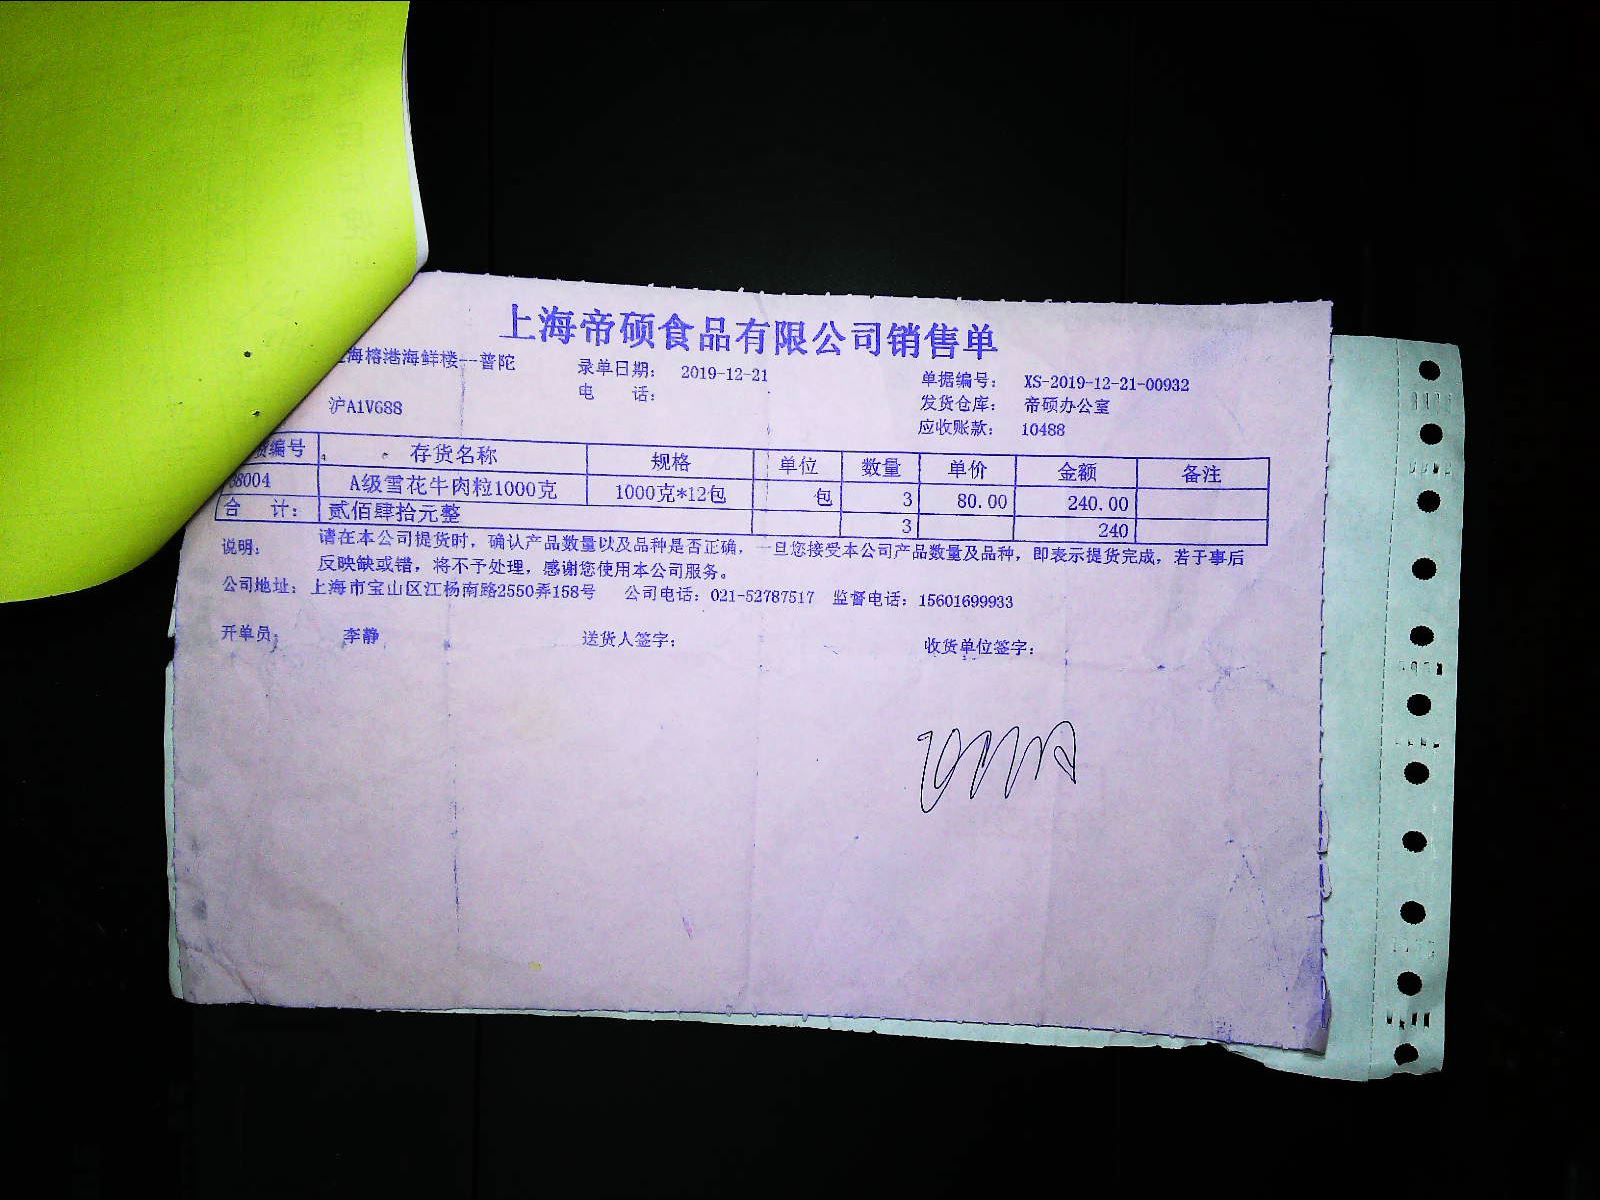 上海帝硕食品有限公司销售单
上海榕港海鲜楼--普陀 录单日期： 2019-12-21 单据编号： XS-2019-12-21-00932
电 话： 发货仓库： 帝硕办公室
沪A1V688 应收账款： 10488
货编号 存货名称 规格 单位 数量 单价 金额 备注
8004 A级雪花牛肉粒1000克 1000克*12包 包 3 80.00 240.00
合 计： 贰佰肆拾元整 3 240
说明： 请在本公司提货时，确认产品数量以及品种是否正确，一旦您接受本公司产品数量及品种，即表示提货完成，若于事后
反映缺或错，将不予处理，感谢您使用本公司服务。
公司地址：上海市宝山区江杨南路2550弄158号 公司电话：021-52787517 监督电话：15601699933
开单员： 李静 送货人签字： 收货单位签字：